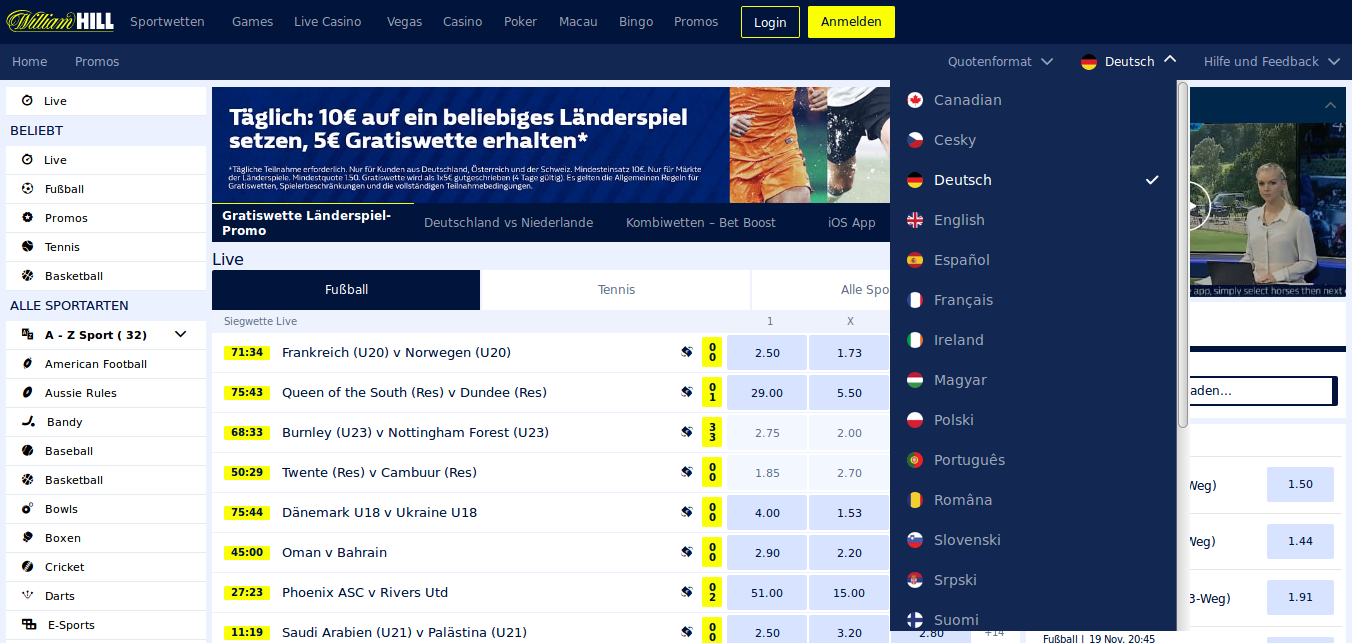 William HILL
Sportwetten
Games
Live Casino
Vegas
Casino
Poker
Macau
Bingo
Promos
Login
Anmelden
Home
Promos
Quotenformat
Deutsch
Hilfe und Feedback
Live
BELIEBT
Live
Fußball
Promos
Tennis
Basketball
ALLE SPORTARTEN
A - Z Sport ( 32)
American Football
Aussie Rules
Bandy
Baseball
Basketball
Bowls
Boxen
Cricket
Darts
E-Sports
Täglich: 10€ auf ein beliebiges Länderspiel
setzen, 5€ Gratiswette erhalten*
*Tägliche Teilnahme erforderlich. Nur für Kunden aus Deutschland, Österreich und der Schweiz. Mindesteinsatz 10€. Nur für Märkte
der Länderspiele. Mindestquote 1.50. Gratiswette wird als 1x5€ gutgeschrieben (4 Tage gültig). Es gelten die Allgemeinen Regeln für
Gratiswetten, Spielerbeschränkungen und die vollständigen Teilnahmebedingungen.
Gratiswette Länderspiel-
Promo
Deutschland vs Niederlande
Kombiwetten – Bet Boost
iOS App
Live
Fußball
Tennis
Alle Spo
Siegwette Live
1
X
71:34 Frankreich (U20) v Norwegen (U20) 0 0 2.50 1.73
75:43 Queen of the South (Res) v Dundee (Res) 0 1 29.00 5.50
68:33 Burnley (U23) v Nottingham Forest (U23) 3 3 2.75 2.00
50:29 Twente (Res) v Cambuur (Res) 0 0 1.85 2.70
75:44 Dänemark U18 v Ukraine U18 0 0 4.00 1.53
45:00 Oman v Bahrain 0 0 2.90 2.20
27:23 Phoenix ASC v Rivers Utd 0 2 51.00 15.00
11:19 Saudi Arabien (U21) v Palästina (U21) 0 0 2.50 3.20 2.80 +14
Canadian
Cesky
Deutsch
English
Español
Français
Ireland
Magyar
Polski
Português
Româna
Slovenski
Srpski
Suomi
app, simply select horses then next
aden...
Weg) 1.50
Weg) 1.44
3-Weg) 1.91
Fußball | 19 Nov, 20:45